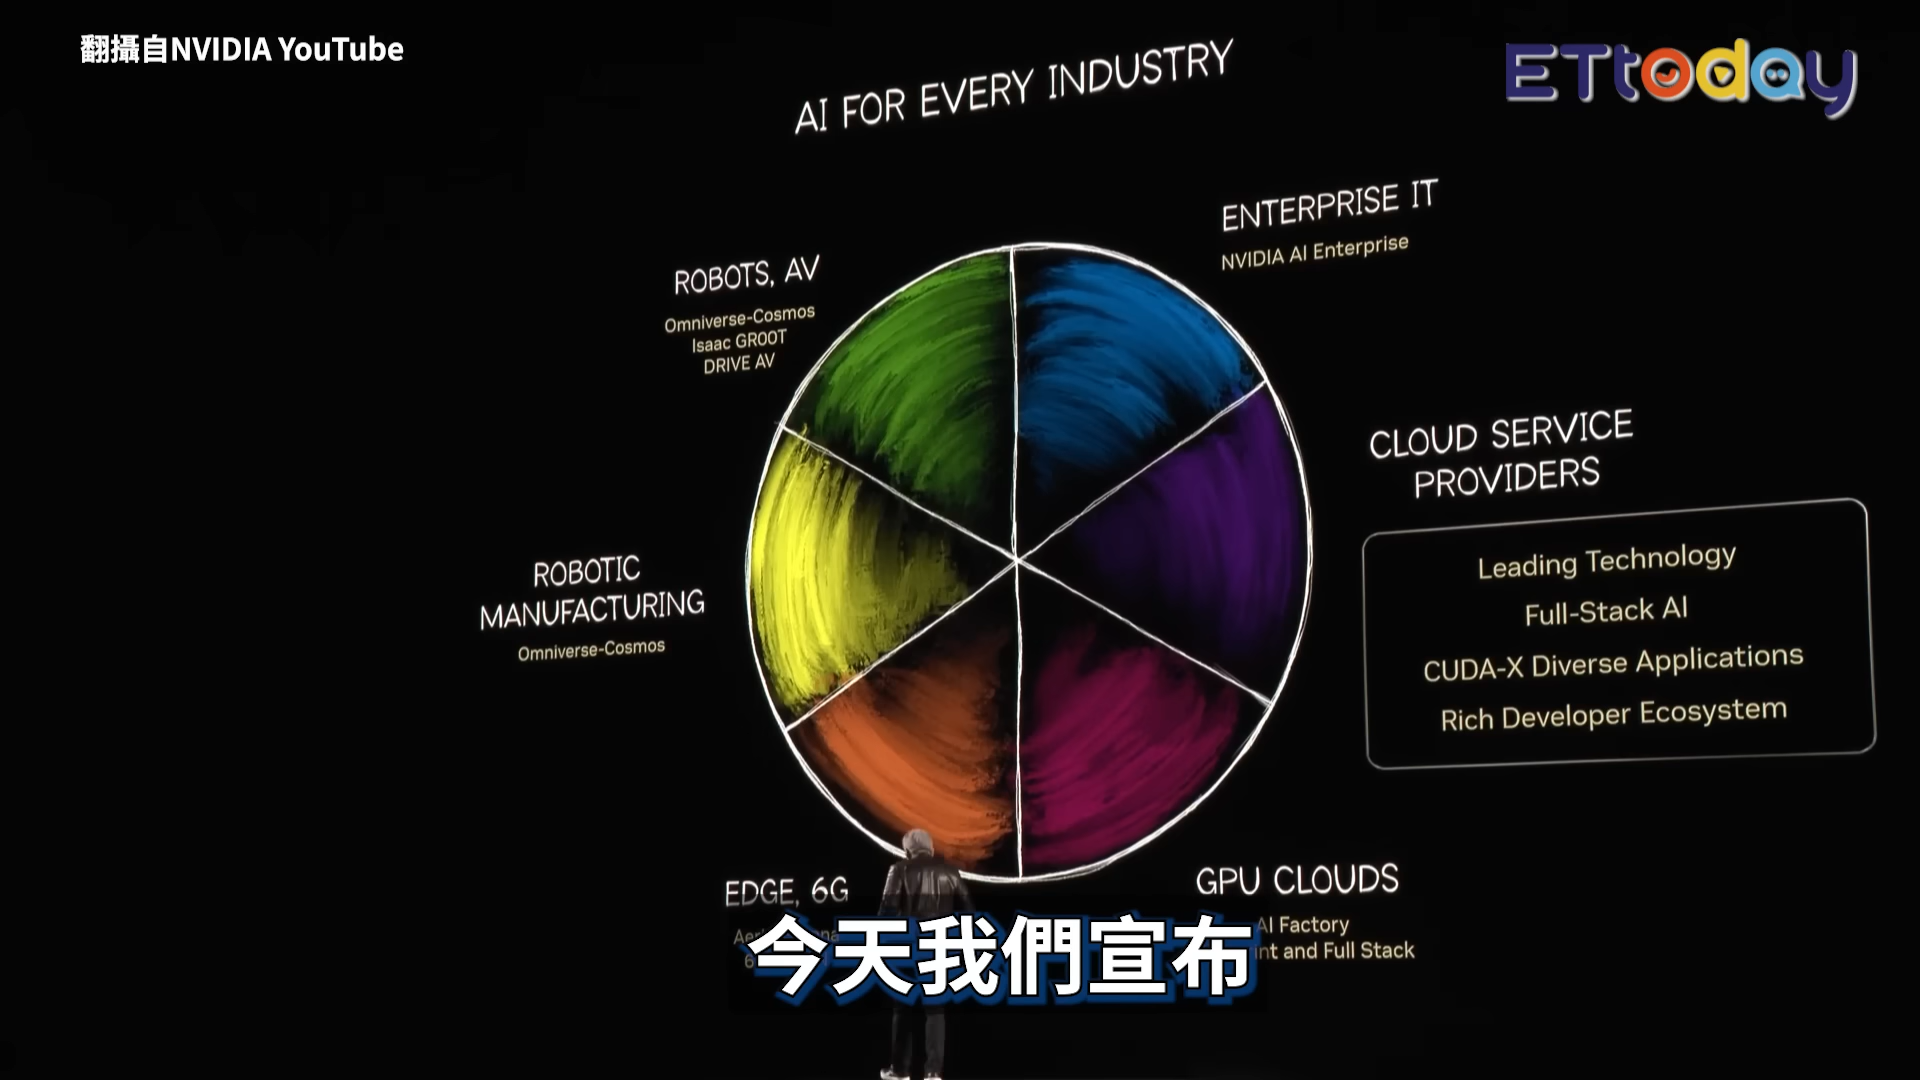 翻攝自NVIDIA YouTube
ETtoday
AI FOR EVERY INDUSTRY
ENTERPRISE IT
NVIDIA AI Enterprise
ROBOTS, AV
Omniverse-Cosmos
Isaac GR00T
DRIVE AV
CLOUD SERVICE
PROVIDERS
Leading Technology
Full-Stack AI
CUDA-X Diverse Applications
Rich Developer Ecosystem
ROBOTIC
MANUFACTURING
Omniverse-Cosmos
EDGE, 6G
GPU CLOUDS
AI Factory
and Full Stack
今天我們宣布